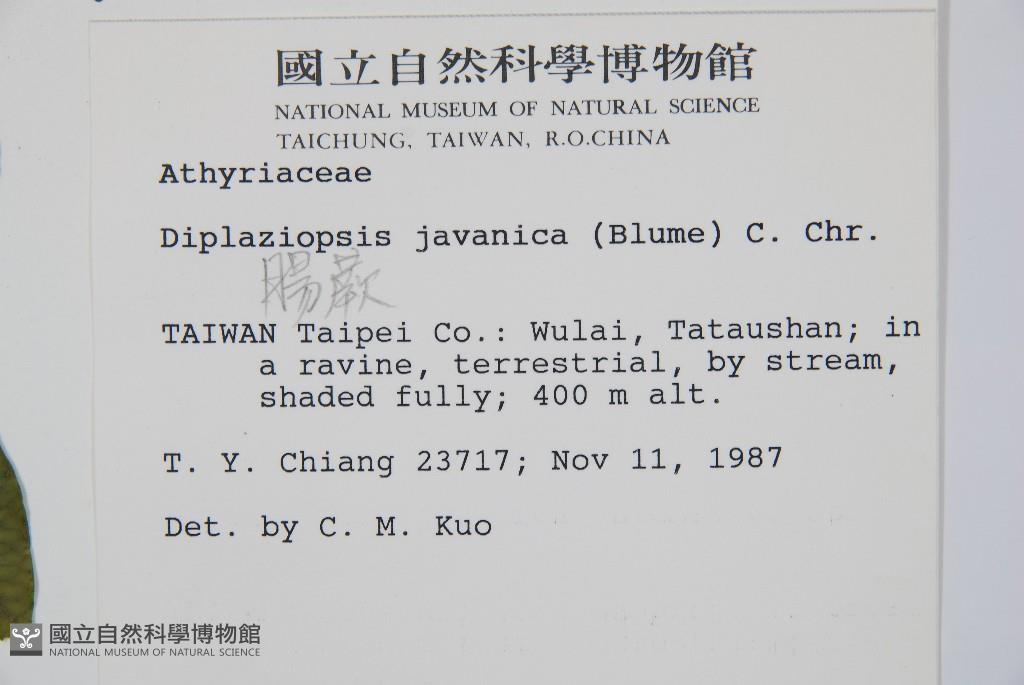 國立自然科學博物館
NATIONAL MUSEUM OF NATURAL SCIENCE
TAICHUNG, TAIWAN, R.O.CHINA
Athyriaceae
Diplaziopsis javanica (Blume) C. Chr.
腸蕨
TAIWAN Taipei Co.: Wulai, Tataushan; in
a ravine, terrestrial, by stream,
shaded fully; 400 m alt.
T. Y. Chiang 23717; Nov 11, 1987
Det. by C. M. Kuo
國立自然科學博物館
NATIONAL MUSEUM OF NATURAL SCIENCE